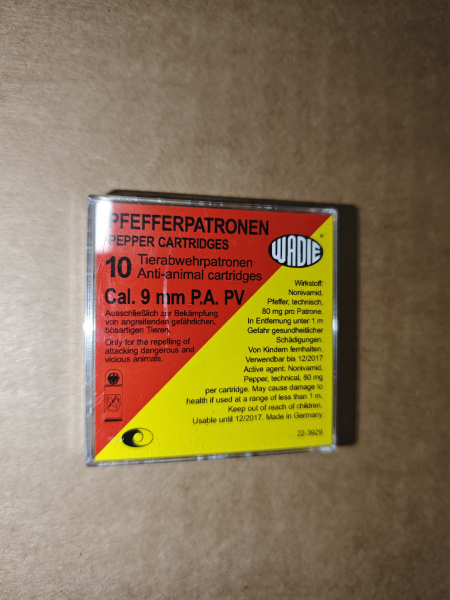 PFEFFERPATRONEN
PEPPER CARTRIDGES
10 Tierabwehrpatronen
Anti-animal cartridges
Cal. 9 mm P.A. PV
Ausschließlich zur Bekämpfung
von angreifenden gefährlichen,
bösartigen Tieren.
Only for the repelling of
attacking dangerous and
vicious animals.
WADIE
®
Wirkstoff:
Nonivamid.
Pfeffer, technisch,
80 mg pro Patrone.
In Entfernung unter 1 m
Gefahr gesundheitlicher
Schädigungen.
Von Kindern fernhalten.
Verwendbar bis 12/2017
Active agent: Nonivamid.
Pepper, technical, 80 mg
per cartridge. May cause damage to
health if used at a range of less than 1 m.
Keep out of reach of children.
Usable until 12/2017. Made in Germany
22-3928